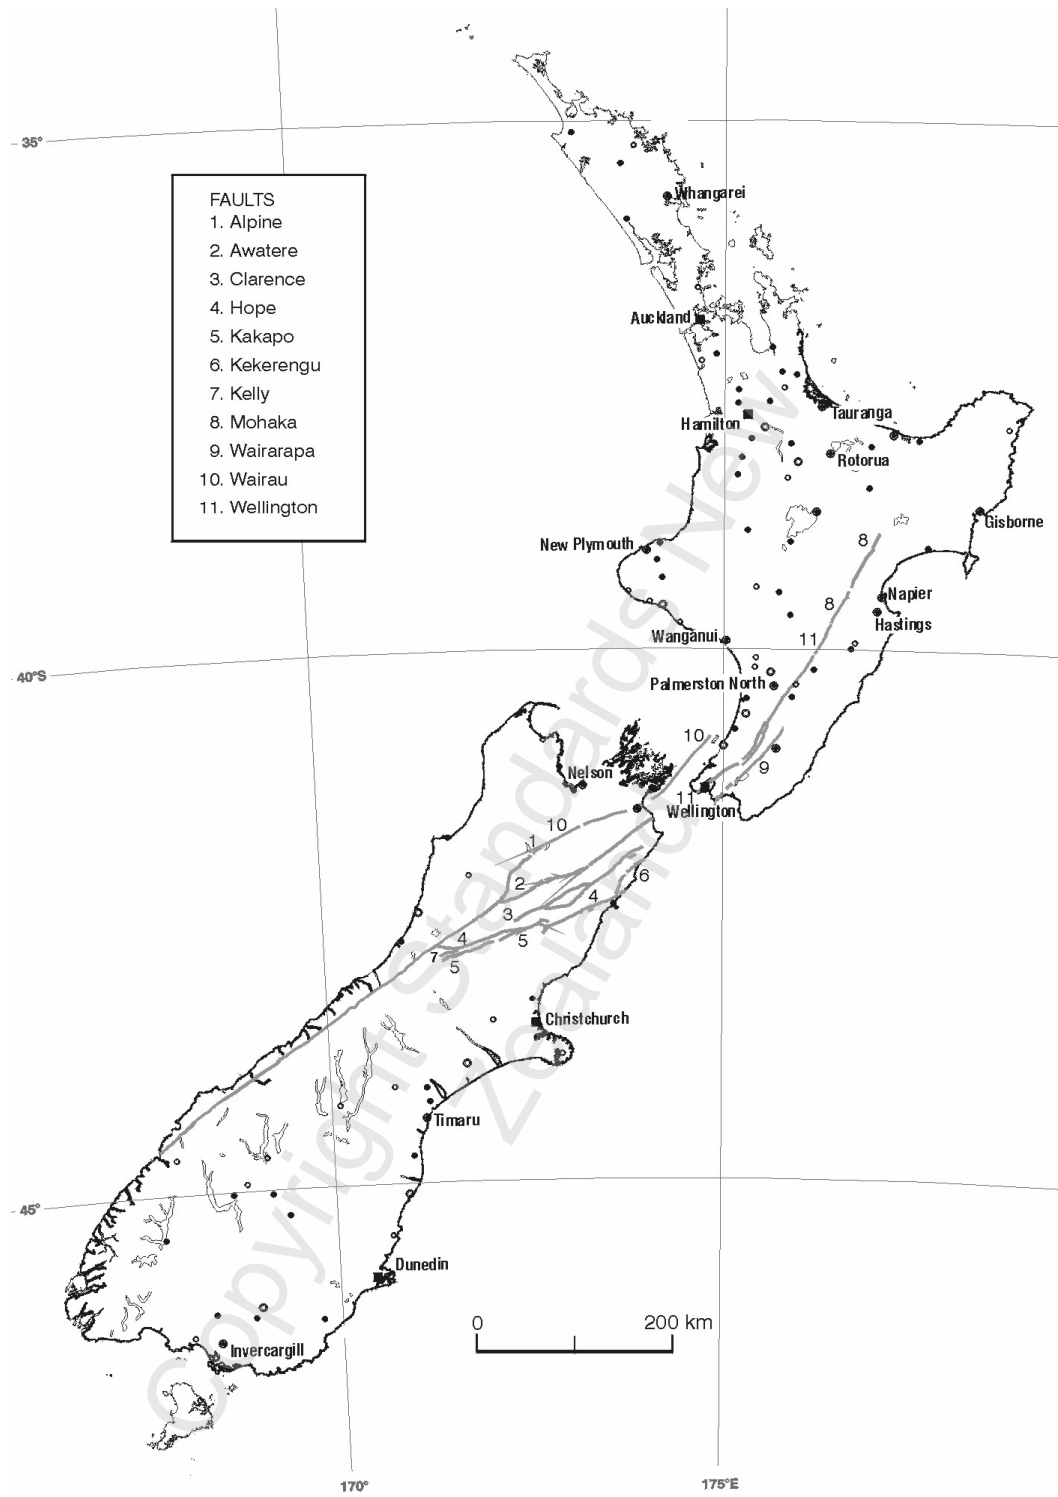 35°
FAULTS
1. Alpine
2. Awatere
3. Clarence
4. Hope
5. Kakapo
6. Kekerengu
7. Kelly
8. Mohaka
9. Wairarapa
10. Wairau
11. Wellington
Whangarei
Auckland
Tauranga
Hamilton
Rotorua
Gisborne
New Plymouth
8
Napier
8
Hastings
11
Wanganui
40°S
Palmerston North
10
9
Nelson
11
Wellington
10
1
2
6
4
3
4
5
7
5
Christchurch
Timaru
45°
Dunedin
0 200 km
Invercargill
170°
175°E
Copyright Standards New
Zealand